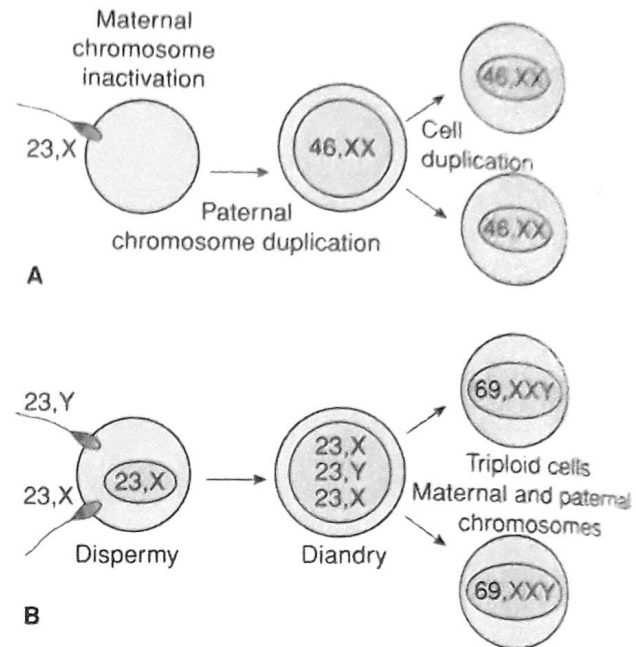 Maternal
chromosome
inactivation
23,X
46,XX
Paternal
chromosome duplication
46,XX
Cell
duplication
46,XX
A
23,Y
23,X
23,X
Dispermy
23,X
23,Y
23,X
Diandry
69,XXY
Triploid cells
Maternal and paternal
chromosomes
69,XXY
B